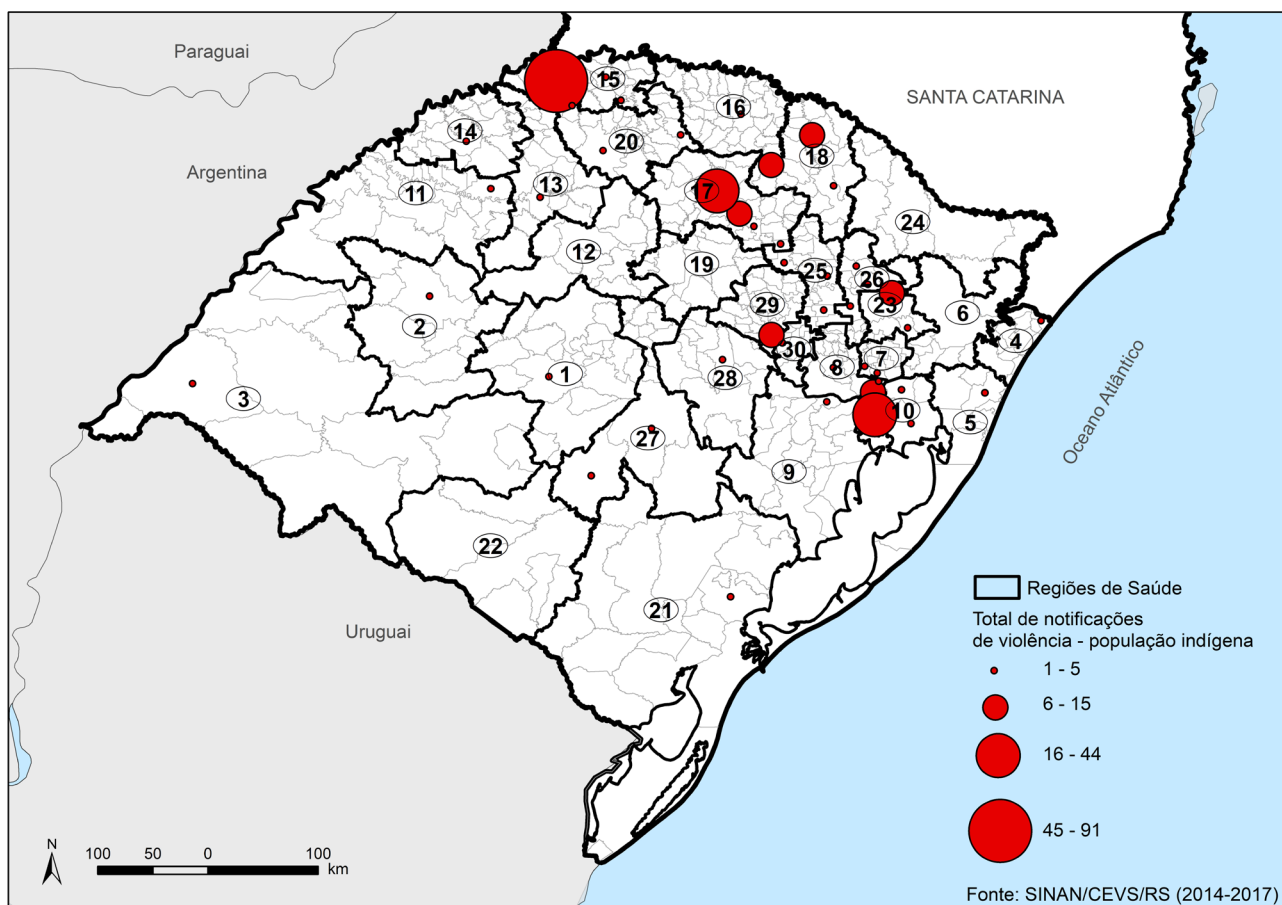 Paraguai
SANTA CATARINA
Argentina
15
16
14
20
18
11
13
17
24
12
19
25
26
29
23
6
2
4
30
1
28
8
7
3
10
5
27
9
22
21
Oceano Atlântico
Uruguai
Regiões de Saúde
Total de notificações
de violência - população indígena
1 - 5
6 - 15
16 - 44
45 - 91
N
100 50 0 100
km
Fonte: SINAN/CEVS/RS (2014-2017)